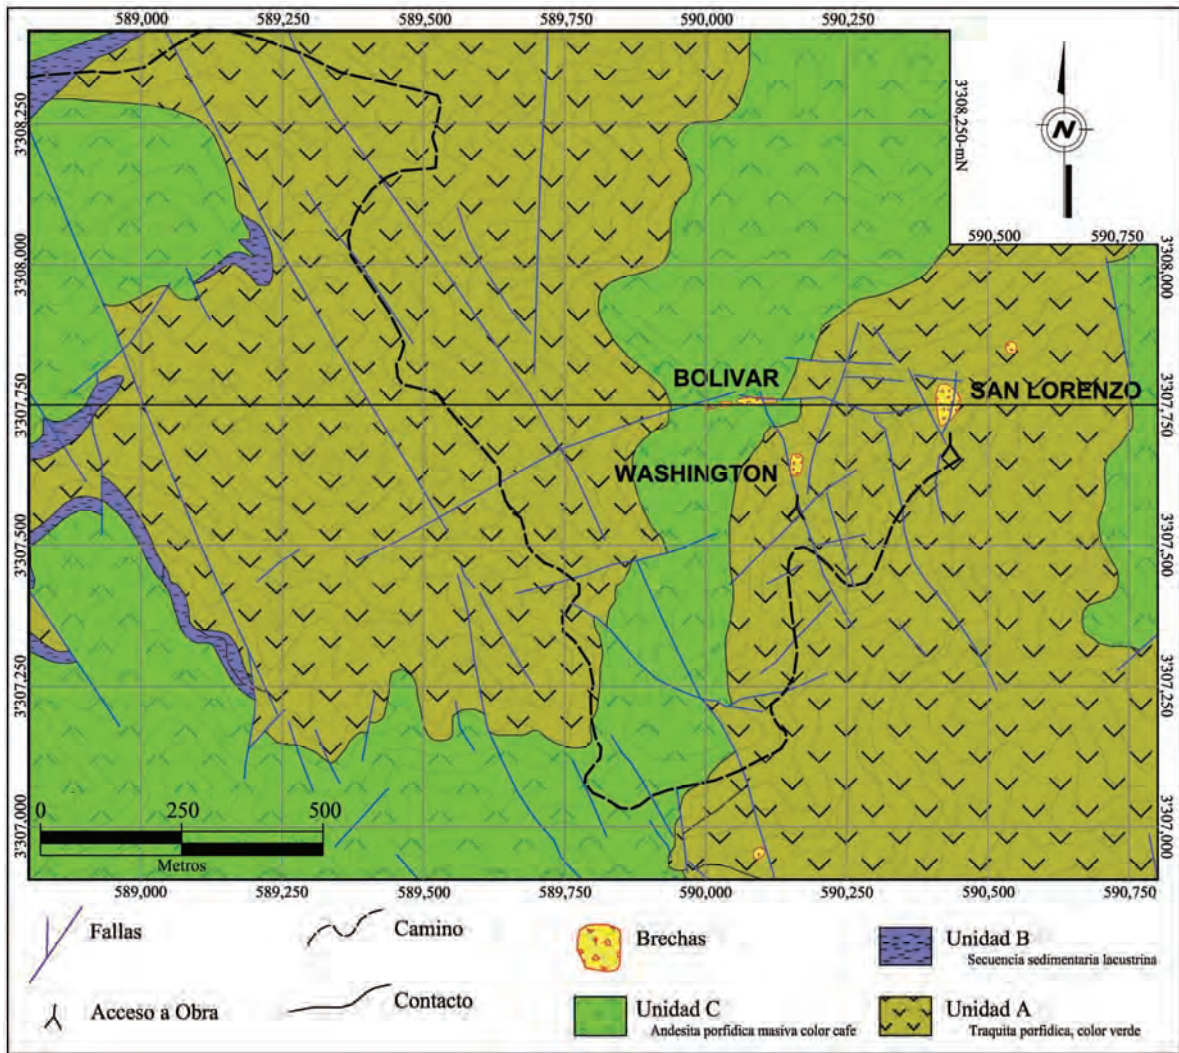 589,000 589,250 589,500 589,750 590,000 590,250
3'308,250
3'308,250-mN
N
590,500 590,750
3'308,000
3'308,000
BOLIVAR
SAN LORENZO
3'307,750
3'307,750
WASHINGTON
3'307,500
3'307,500
3'307,250
3'307,250
3'307,000
3'307,000
0 250 500
Metros
589,000 589,250 589,500 589,750 590,000 590,250 590,500 590,750
Fallas
Camino
Brechas
Unidad B
Secuencia sedimentaria lacustrina
Acceso a Obra
Contacto
Unidad C
Andesita porfidica masiva color cafe
Unidad A
Traquita porfidica, color verde